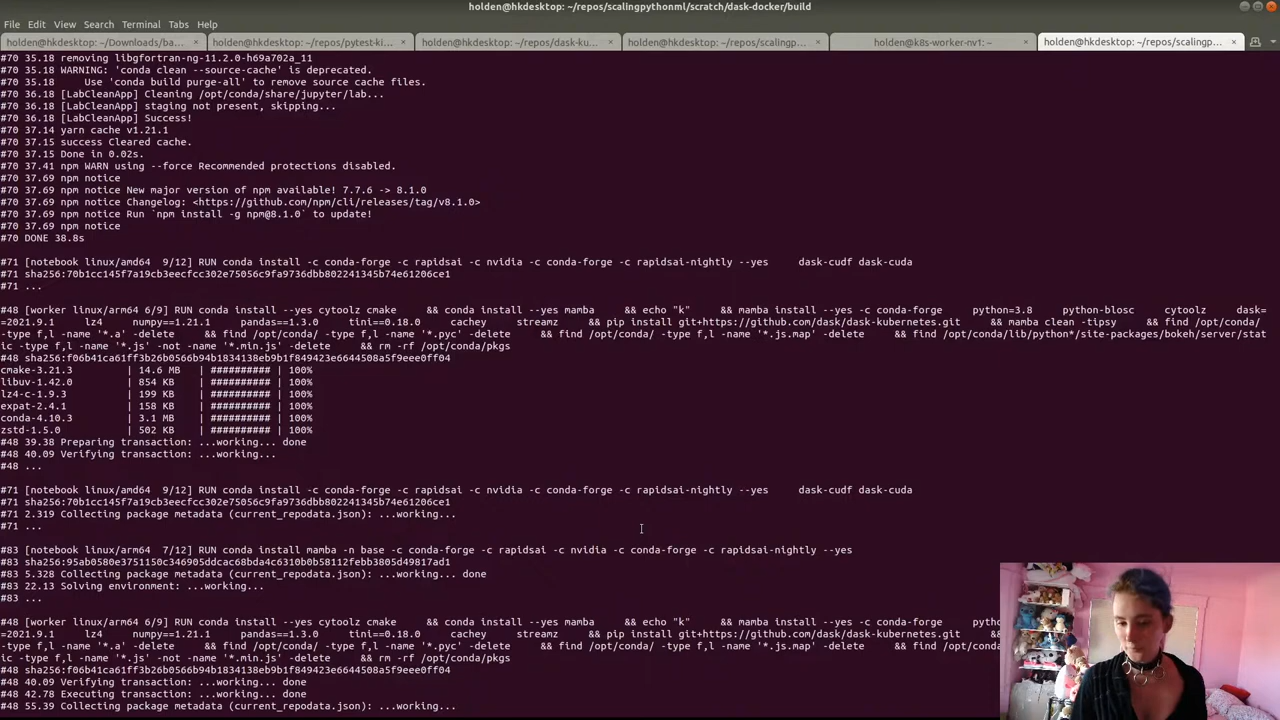 holden@hkdesktop: ~/repos/scalingpythonml/scratch/dask-docker/build
File Edit View Search Terminal Tabs Help
holden@hkdesktop: ~/Downloads/ba... × holden@hkdesktop: ~/repos/pytest-ki... × holden@hkdesktop: ~/repos/dask-ku... × holden@hkdesktop: ~/repos/scalingp... × holden@k8s-worker-nv1: ~ × holden@hkdesktop: ~/repos/scalingp... ×
#70 35.18 removing libgfortran-ng-11.2.0-h69a702a_11
#70 35.18 WARNING: 'conda clean --source-cache' is deprecated.
#70 35.18     Use 'conda build purge-all' to remove source cache files.
#70 36.18 [LabCleanApp] Cleaning /opt/conda/share/jupyter/lab...
#70 36.18 [LabCleanApp] staging not present, skipping...
#70 36.18 [LabCleanApp] Success!
#70 37.14 yarn cache v1.21.1
#70 37.15 success Cleared cache.
#70 37.15 Done in 0.02s.
#70 37.41 npm WARN using --force Recommended protections disabled.
#70 37.69 npm notice
#70 37.69 npm notice New major version of npm available! 7.7.6 -> 8.1.0
#70 37.69 npm notice Changelog: <https://github.com/npm/cli/releases/tag/v8.1.0>
#70 37.69 npm notice Run `npm install -g npm@8.1.0` to update!
#70 37.69 npm notice
#70 DONE 38.8s
#71 [notebook linux/amd64  9/12] RUN conda install -c conda-forge -c rapidsai -c nvidia -c conda-forge -c rapidsai-nightly --yes     dask-cudf dask-cuda
#71 sha256:70b1cc145f7a19cb3eecfcc302e75056c9fa9736dbb802241345b74e61206ce1
#71 ...
#48 [worker linux/arm64 6/9] RUN conda install --yes cytoolz cmake     && conda install --yes mamba     && echo "k"     && mamba install --yes -c conda-forge     python=3.8     python-blosc     cytoolz     dask=
=2021.9.1     lz4     numpy==1.21.1     pandas==1.3.0     tini==0.18.0     cachey     streamz     && pip install git+https://github.com/dask/dask-kubernetes.git     && mamba clean -tipsy     && find /opt/conda/
-type f,l -name '*.a' -delete     && find /opt/conda/ -type f,l -name '*.pyc' -delete     && find /opt/conda/ -type f,l -name '*.js.map' -delete     && find /opt/conda/lib/python*/site-packages/bokeh/server/stat
ic -type f,l -name '*.js' -not -name '*.min.js' -delete     && rm -rf /opt/conda/pkgs
#48 sha256:f06b41ca61ff3b26b0566b94b1834138eb9b1f849423e6644508a5f9eee0ff04
cmake-3.21.3         | 14.6 MB   | ########## | 100%
libuv-1.42.0         | 854 KB    | ########## | 100%
lz4-c-1.9.3          | 199 KB    | ########## | 100%
expat-2.4.1          | 158 KB    | ########## | 100%
conda-4.10.3         | 3.1 MB    | ########## | 100%
zstd-1.5.0           | 502 KB    | ########## | 100%
#48 39.38 Preparing transaction: ...working... done
#48 40.09 Verifying transaction: ...working...
#48 ...
#71 [notebook linux/amd64  9/12] RUN conda install -c conda-forge -c rapidsai -c nvidia -c conda-forge -c rapidsai-nightly --yes     dask-cudf dask-cuda
#71 sha256:70b1cc145f7a19cb3eecfcc302e75056c9fa9736dbb802241345b74e61206ce1
#71 2.319 Collecting package metadata (current_repodata.json): ...working...
#71 ...
#83 [notebook linux/arm64  7/12] RUN conda install mamba -n base -c conda-forge -c rapidsai -c nvidia -c conda-forge -c rapidsai-nightly --yes
#83 sha256:95ab0580e3751150c346905ddcac68bda4c6310b0b58112febb3805d49817ad1
#83 5.328 Collecting package metadata (current_repodata.json): ...working... done
#83 22.13 Solving environment: ...working...
#83 ...
#48 [worker linux/arm64 6/9] RUN conda install --yes cytoolz cmake     && conda install --yes mamba     && echo "k"     && mamba install --yes -c conda-forge     pyth
=2021.9.1     lz4     numpy==1.21.1     pandas==1.3.0     tini==0.18.0     cachey     streamz     && pip install git+https://github.com/dask/dask-kubernetes.git     &&
-type f,l -name '*.a' -delete     && find /opt/conda/ -type f,l -name '*.pyc' -delete     && find /opt/conda/ -type f,l -name '*.js.map' -delete     &&
ic -type f,l -name '*.js' -not -name '*.min.js' -delete     && rm -rf /opt/conda/pkgs
#48 sha256:f06b41ca61ff3b26b0566b94b1834138eb9b1f849423e6644508a5f9eee0ff04
#48 40.09 Verifying transaction: ...working... done
#48 42.78 Executing transaction: ...working... done
#48 55.39 Collecting package metadata (current_repodata.json): ...working...